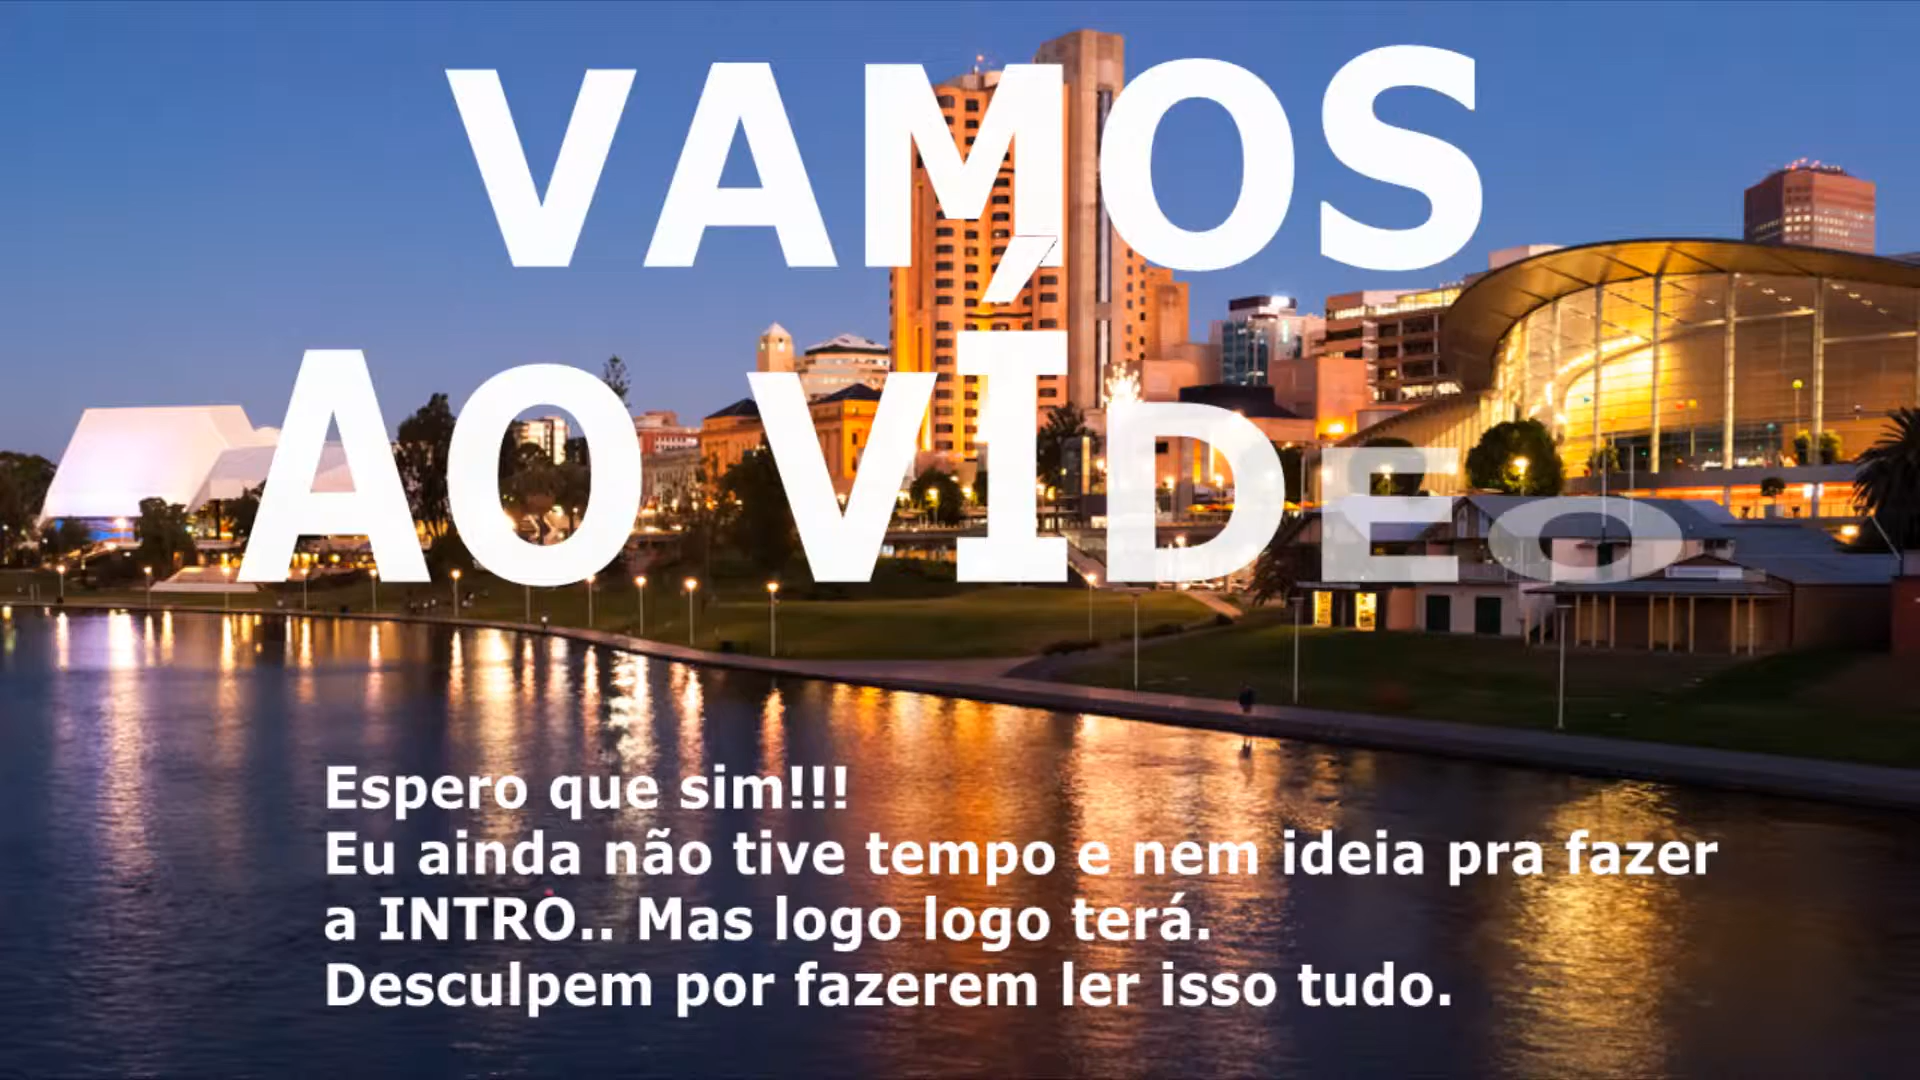 VAMOS
AO VÍDEO
Espero que sim!!!
Eu ainda não tive tempo e nem ideia pra fazer
a INTRO.. Mas logo logo terá.
Desculpem por fazerem ler isso tudo.